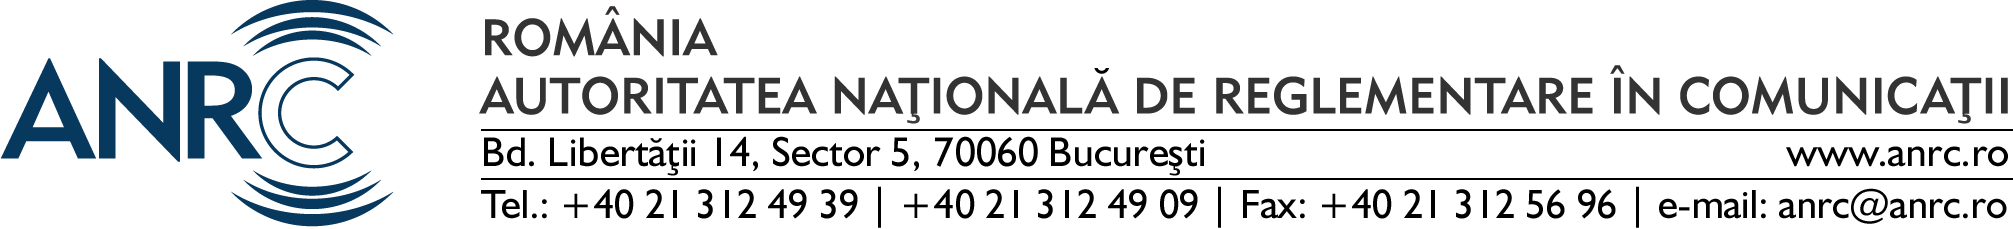 ANRC
ROMÂNIA
AUTORITATEA NAŢIONALĂ DE REGLEMENTARE ÎN COMUNICAŢII
Bd. Libertăţii 14, Sector 5, 70060 Bucureşti www.anrc.ro
Tel.: +40 21 312 49 39 | +40 21 312 49 09 | Fax: +40 21 312 56 96 | e-mail: anrc@anrc.ro